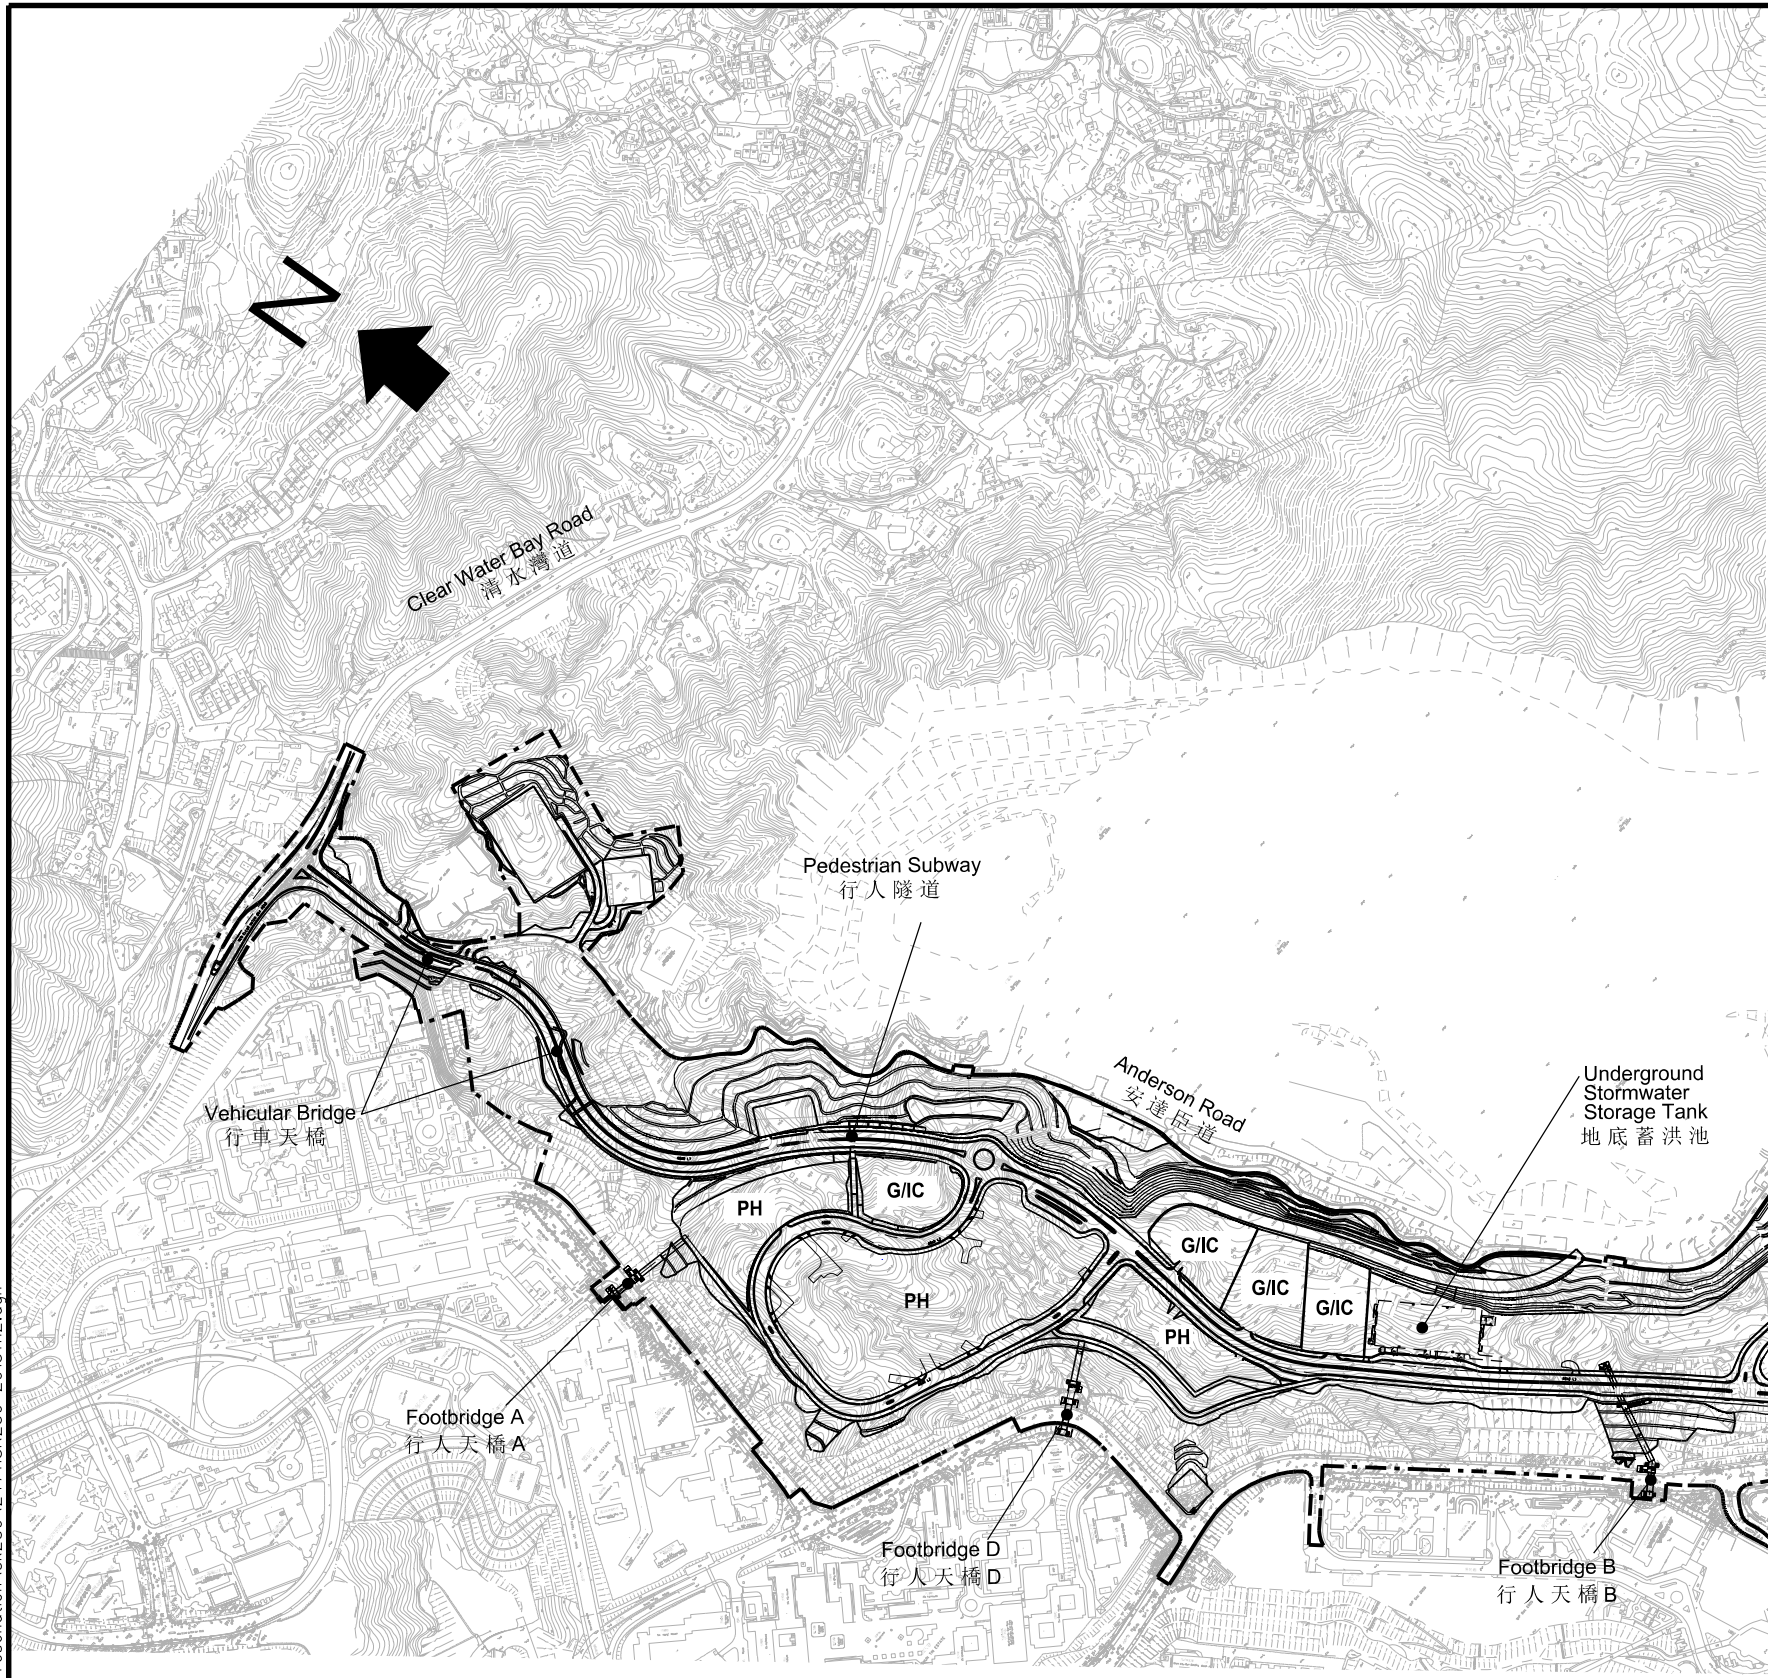 N
Clear Water Bay Road
清水灣道
Pedestrian Subway
行人隧道
Anderson Road
安達臣道
Underground
Stormwater
Storage Tank
地底蓄洪池
Vehicular Bridge
行車天橋
G/IC
PH
G/IC
G/IC
PH
G/IC
PH
Footbridge A
行人天橋A
Footbridge D
行人天橋D
Footbridge B
行人天橋B